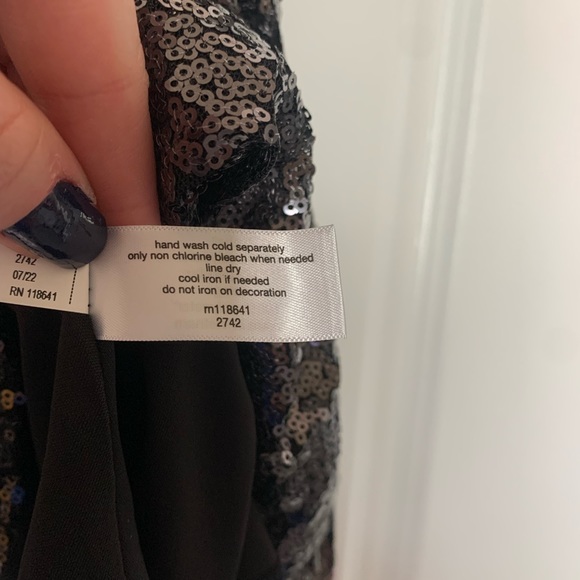 hand wash cold separately
only non chlorine bleach when needed
line dry
cool iron if needed
do not iron on decoration
rn118641
2742
2742
07/22
RN 118641